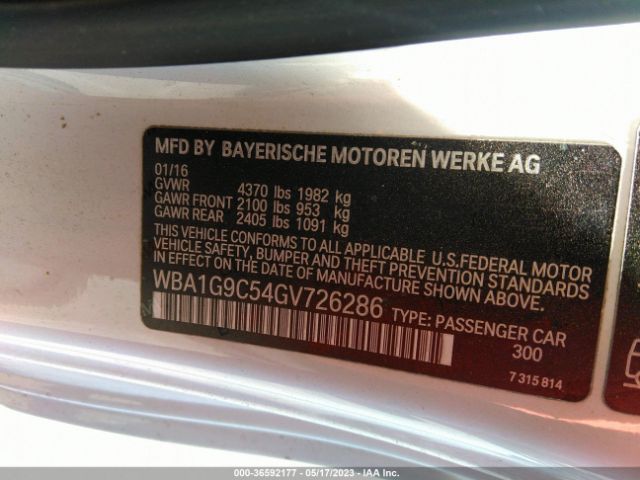 MFD BY BAYERISCHE MOTOREN WERKE AG
01/16
GVWR 4370 lbs 1982 kg
GAWR FRONT 2100 lbs 953 kg
GAWR REAR 2405 lbs 1091 kg
THIS VEHICLE CONFORMS TO ALL APPLICABLE U.S.FEDERAL MOTOR
VEHICLE SAFETY, BUMPER AND THEFT PREVENTION STANDARDS
IN EFFECT ON THE DATE OF MANUFACTURE SHOWN ABOVE.
WBA1G9C54GV726286 TYPE: PASSENGER CAR
300
7 315 814
000-36592177 - 05/17/2023 - IAA Inc.